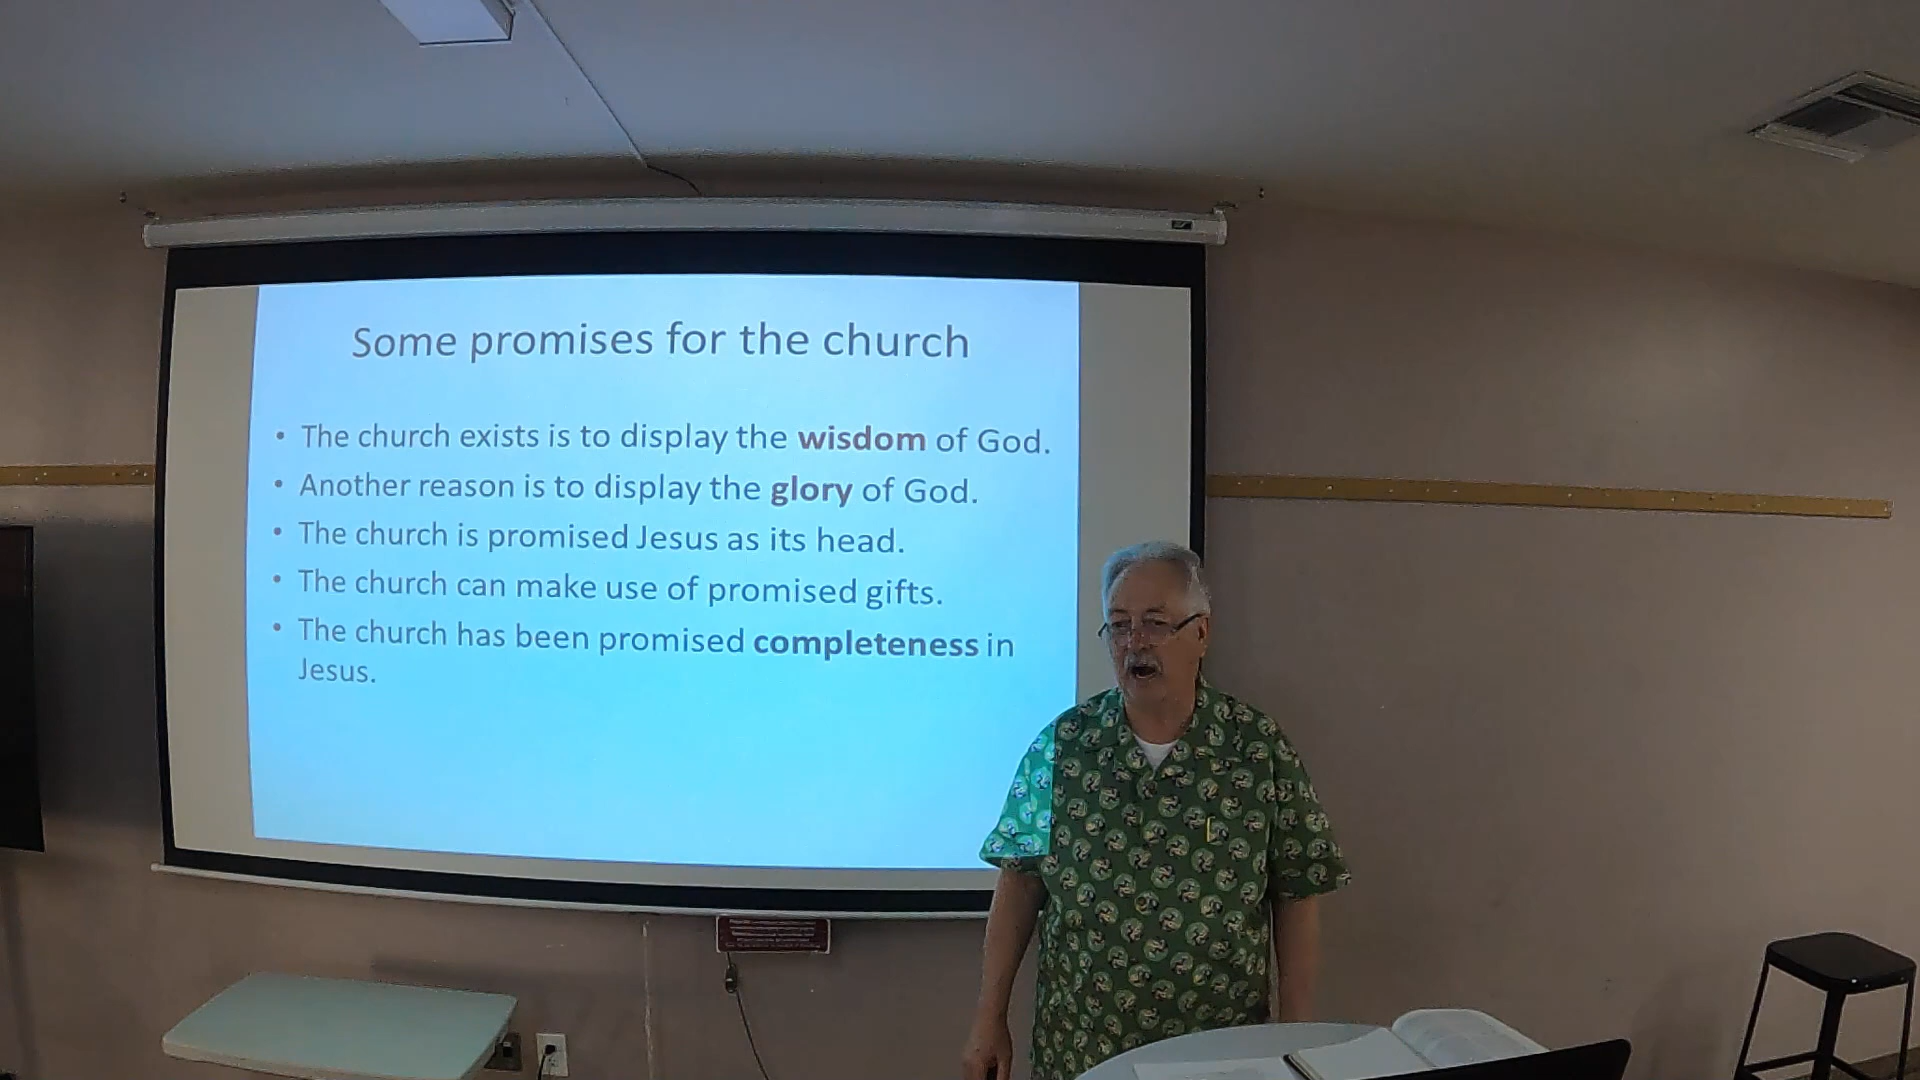 Some promises for the church
• The church exists is to display the wisdom of God.
• Another reason is to display the glory of God.
• The church is promised Jesus as its head.
• The church can make use of promised gifts.
• The church has been promised completeness in
Jesus.